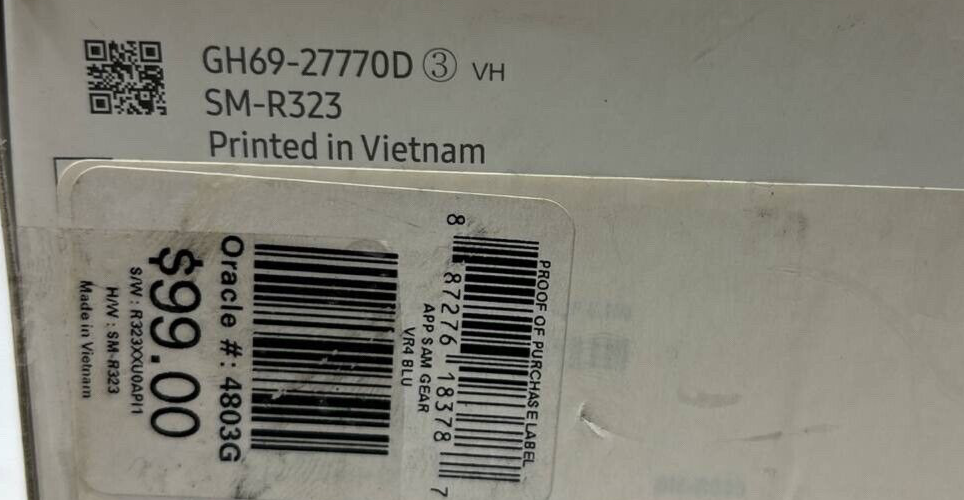 GH69-27770D ③ VH
SM-R323
Printed in Vietnam
PROOF OF PURCHASE LABEL
8 87276 18378 7
APP SAM GEAR
VR4 BLU
Oracle #: 4803G
$99.00
S/W : R323XXU0API1
H/W : SM-R323
Made in Vietnam